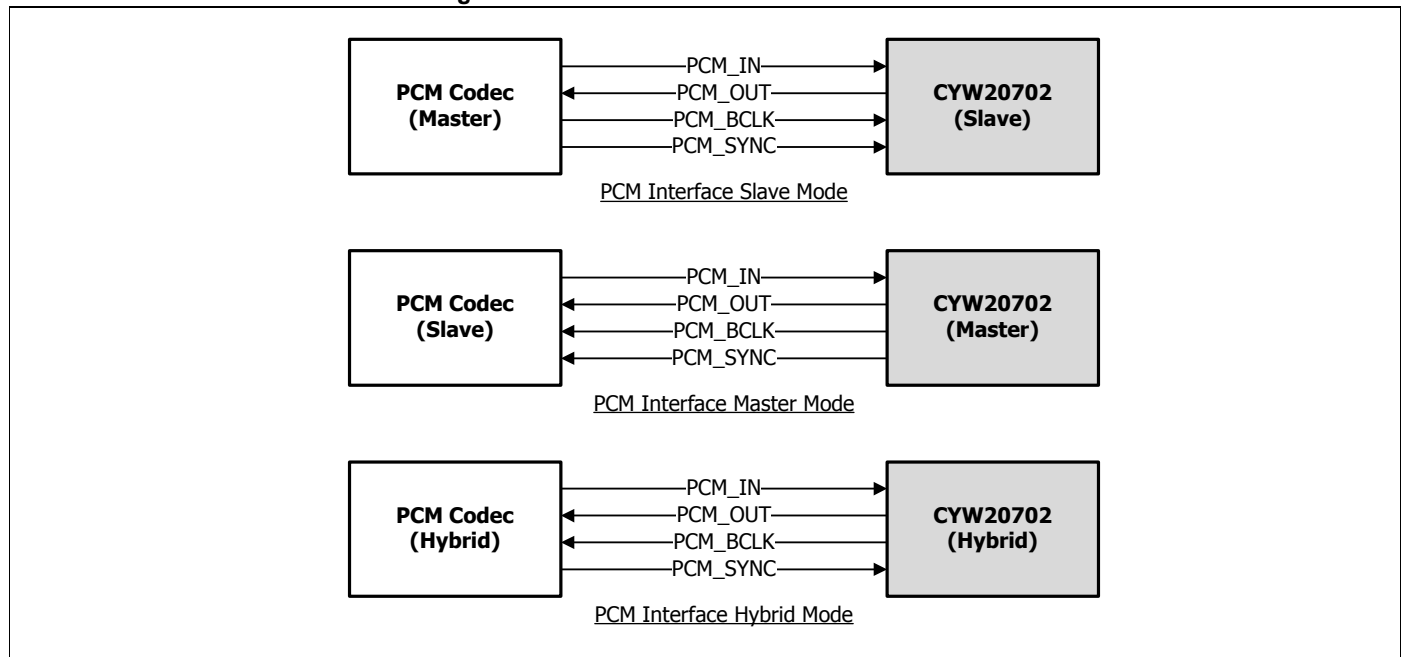 PCM Codec
(Master)
PCM_IN
PCM_OUT
PCM_BCLK
PCM_SYNC
CYW20702
(Slave)
PCM Interface Slave Mode
PCM Codec
(Slave)
PCM_IN
PCM_OUT
PCM_BCLK
PCM_SYNC
CYW20702
(Master)
PCM Interface Master Mode
PCM Codec
(Hybrid)
PCM_IN
PCM_OUT
PCM_BCLK
PCM_SYNC
CYW20702
(Hybrid)
PCM Interface Hybrid Mode